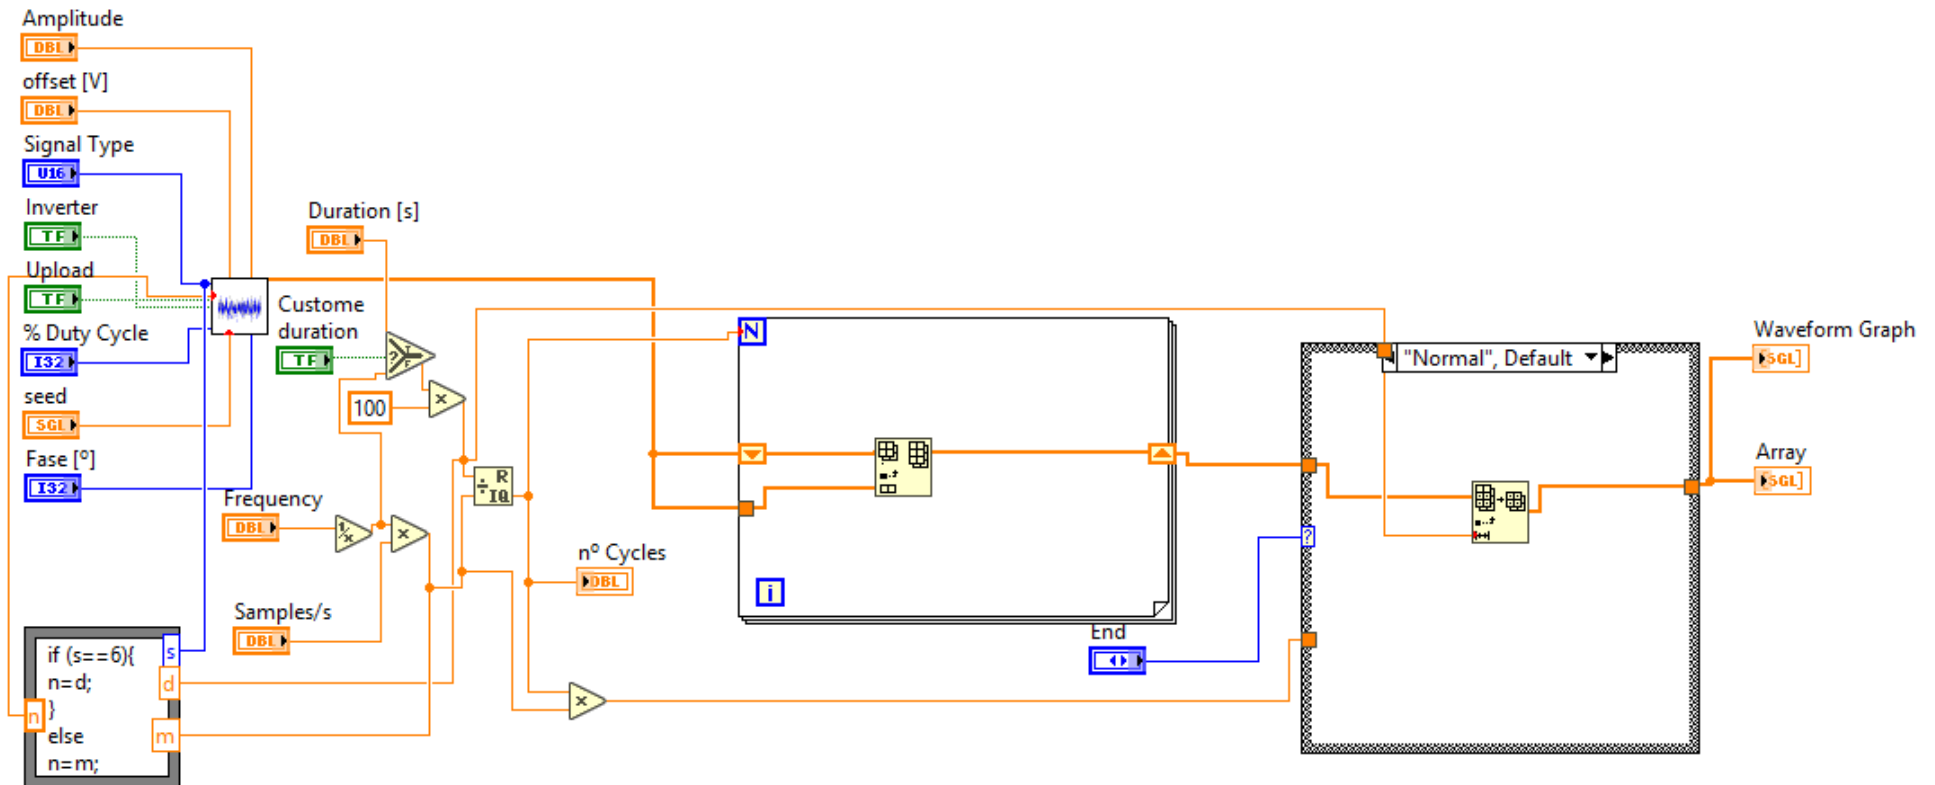 Amplitude
DBL
offset [V]
DBL
Signal Type
U16
Inverter
TF
Upload
TF
% Duty Cycle
I32
seed
SGL
Fase [º]
I32
Duration [s]
DBL
Custome
duration
TF
?
T
F
x
100
R
÷
IQ
Frequency
DBL
1/x
x
Samples/s
DBL
nº Cycles
DBL
x
if (s==6){
n=d;
}
else
n=m;
s
d
m
n
N
i
End
"Normal", Default
?
Waveform Graph
SGL]
Array
SGL]